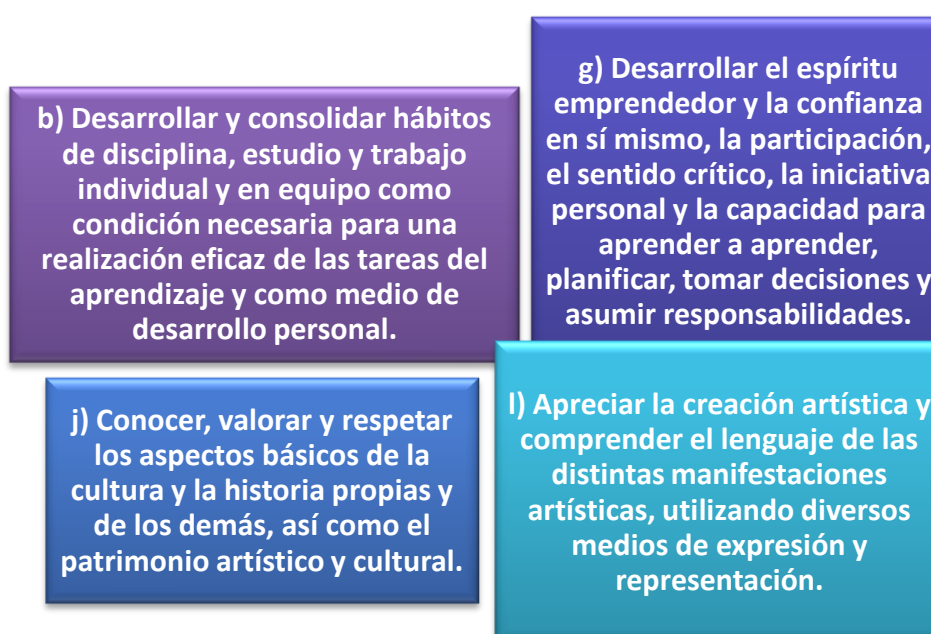 b) Desarrollar y consolidar hábitos
de disciplina, estudio y trabajo
individual y en equipo como
condición necesaria para una
realización eficaz de las tareas del
aprendizaje y como medio de
desarrollo personal.
g) Desarrollar el espíritu
emprendedor y la confianza
en sí mismo, la participación,
el sentido crítico, la iniciativa
personal y la capacidad para
aprender a aprender,
planificar, tomar decisiones y
asumir responsabilidades.
j) Conocer, valorar y respetar
los aspectos básicos de la
cultura y la historia propias y
de los demás, así como el
patrimonio artístico y cultural.
l) Apreciar la creación artística y
comprender el lenguaje de las
distintas manifestaciones
artísticas, utilizando diversos
medios de expresión y
representación.